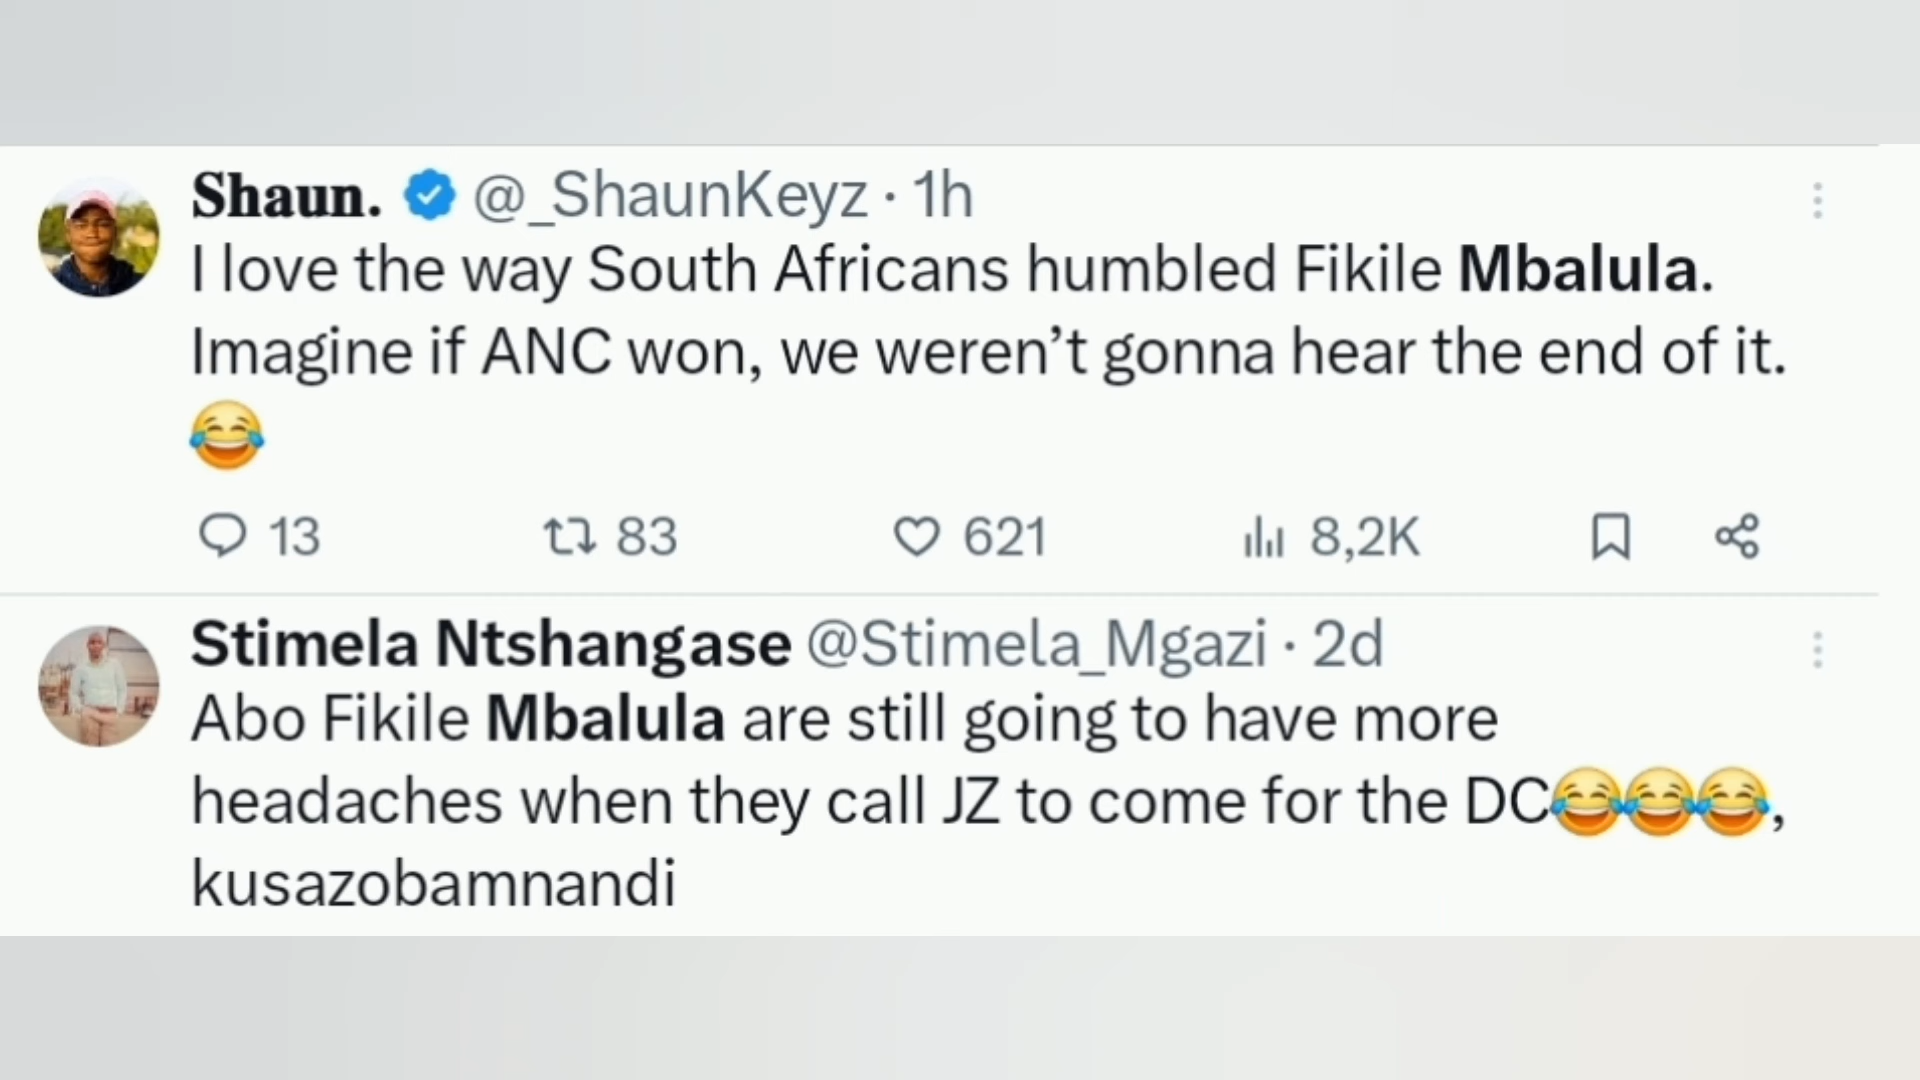 Shaun. @_ShaunKeyz · 1h
I love the way South Africans humbled Fikile Mbalula.
Imagine if ANC won, we weren’t gonna hear the end of it.
😂
13 83 621 8,2K
Stimela Ntshangase @Stimela_Mgazi · 2d
Abo Fikile Mbalula are still going to have more
headaches when they call JZ to come for the DC😂😂😂,
kusazobamnandi